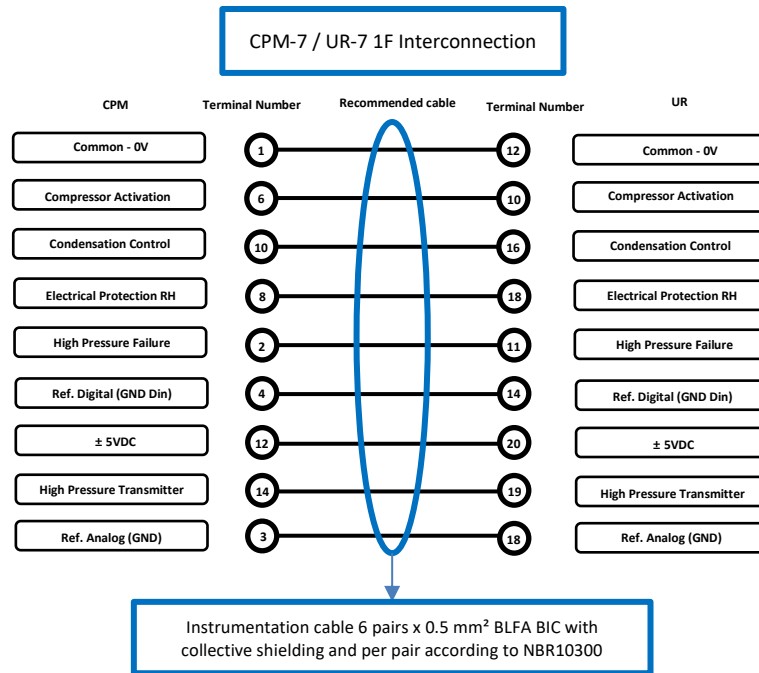 CPM-7 / UR-7 1F Interconnection
CPM Terminal Number Recommended cable Terminal Number UR
Common - 0V 1 12 Common - 0V
Compressor Activation 6 10 Compressor Activation
Condensation Control 10 16 Condensation Control
Electrical Protection RH 8 18 Electrical Protection RH
High Pressure Failure 2 11 High Pressure Failure
Ref. Digital (GND Din) 4 14 Ref. Digital (GND Din)
± 5VDC 12 20 ± 5VDC
High Pressure Transmitter 14 19 High Pressure Transmitter
Ref. Analog (GND) 3 18 Ref. Analog (GND)
Instrumentation cable 6 pairs x 0.5 mm² BLFA BIC with
collective shielding and per pair according to NBR10300